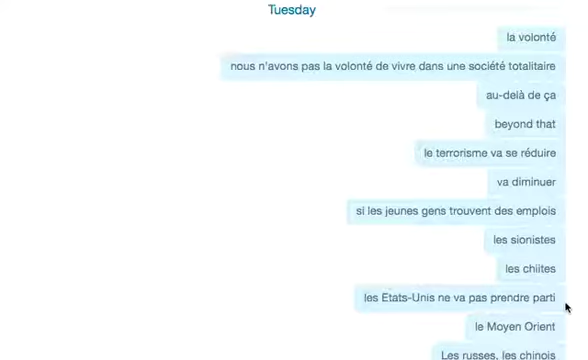 Tuesday
la volonté
nous n'avons pas la volonté de vivre dans une société totalitaire
au-delà de ça
beyond that
le terrorisme va se réduire
va diminuer
si les jeunes gens trouvent des emplois
les sionistes
les chiites
les Etats-Unis ne va pas prendre parti
le Moyen Orient
Les russes, les chinois